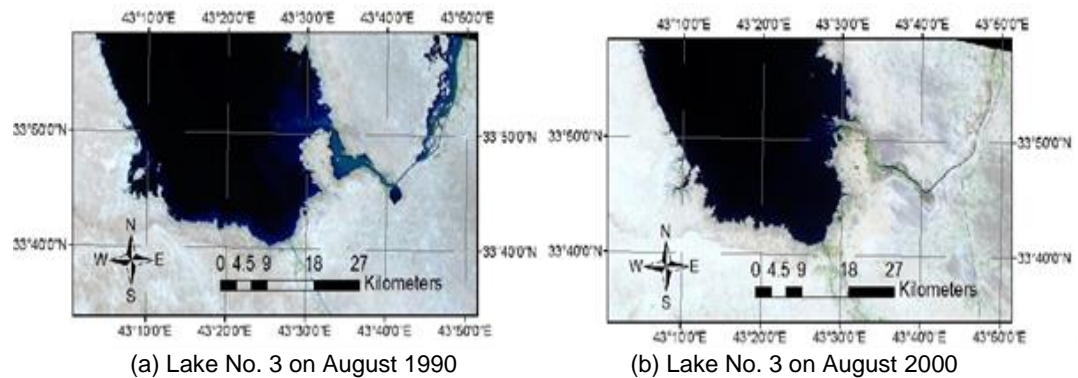 43°10'0"E 43°20'0"E 43°30'0"E 43°40'0"E 43°50'0"E
33°50'0"N 33°50'0"N
33°40'0"N 33°40'0"N
N
W E
S
0 4.5 9 18 27
Kilometers
43°10'0"E 43°20'0"E 43°30'0"E 43°40'0"E 43°50'0"E
(a) Lake No. 3 on August 1990
43°10'0"E 43°20'0"E 43°30'0"E 43°40'0"E 43°50'0"E
33°50'0"N 33°50'0"N
33°40'0"N 33°40'0"N
N
W E
S
0 4.5 9 18 27
Kilometers
43°10'0"E 43°20'0"E 43°30'0"E 43°40'0"E 43°50'0"E
(b) Lake No. 3 on August 2000